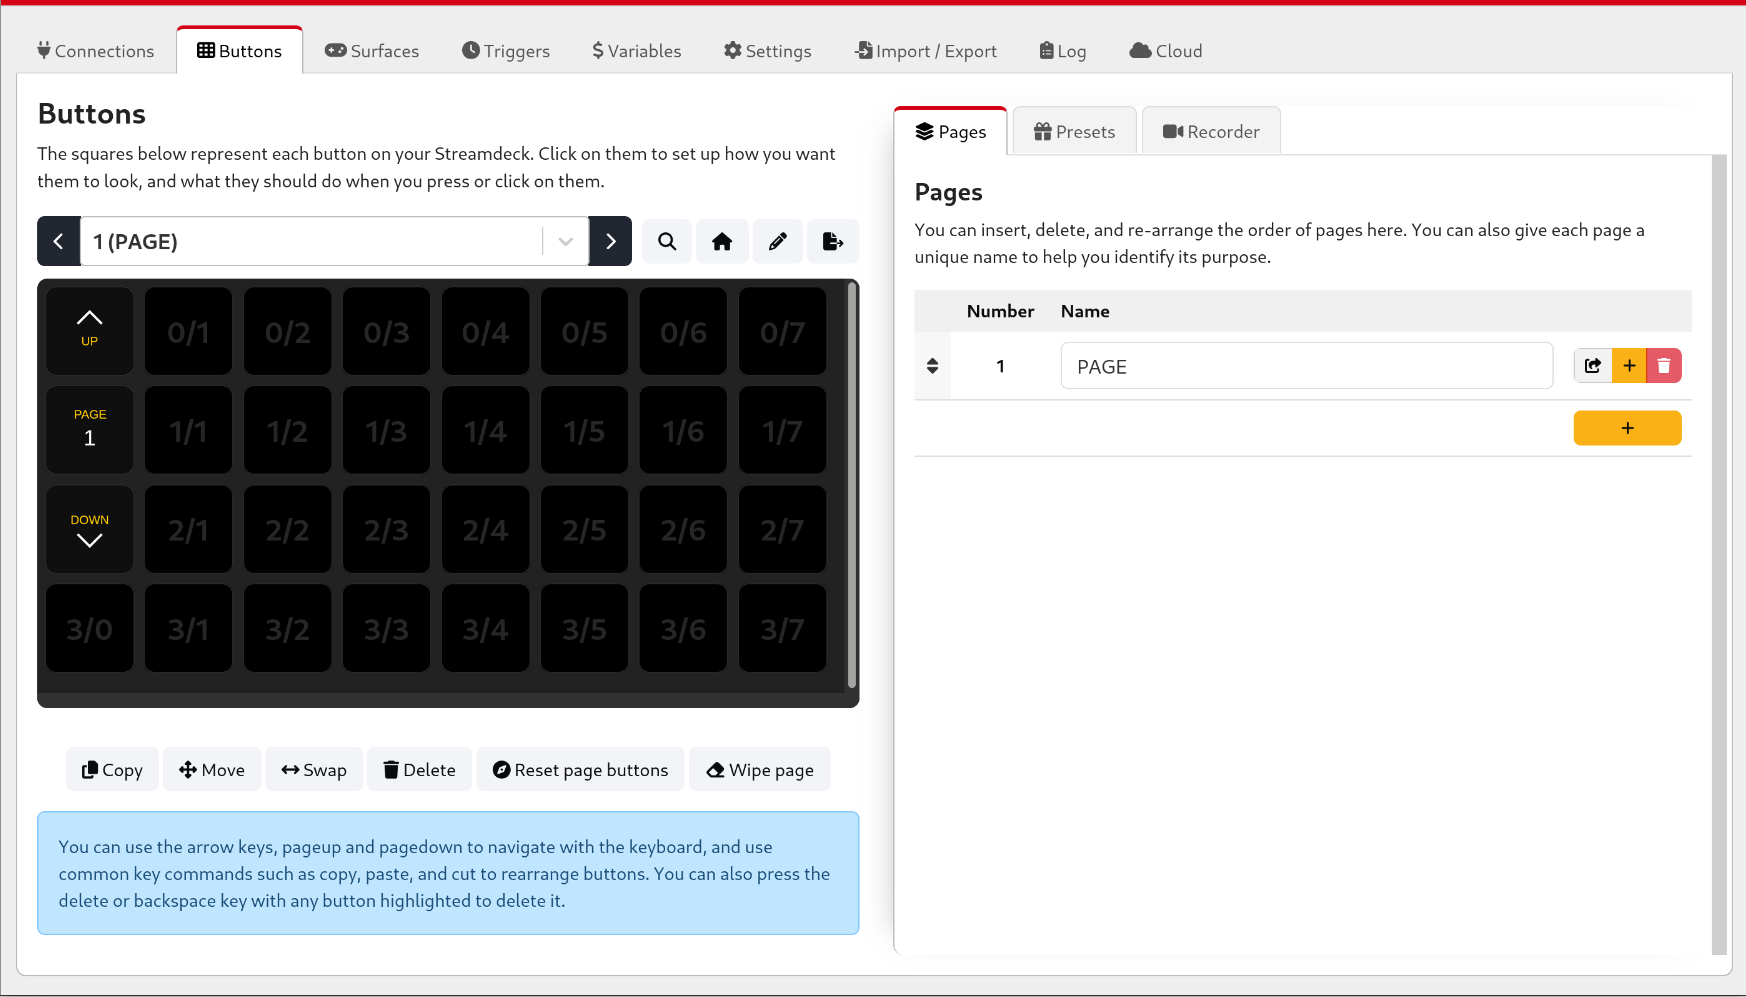 Connections
Buttons
Surfaces
Triggers
Variables
Settings
Import / Export
Log
Cloud
Buttons
The squares below represent each button on your Streamdeck. Click on them to set up how you want
them to look, and what they should do when you press or click on them.
1 (PAGE)
UP
0/1
0/2
0/3
0/4
0/5
0/6
0/7
PAGE
1
1/1
1/2
1/3
1/4
1/5
1/6
1/7
DOWN
2/1
2/2
2/3
2/4
2/5
2/6
2/7
3/0
3/1
3/2
3/3
3/4
3/5
3/6
3/7
Copy
Move
Swap
Delete
Reset page buttons
Wipe page
You can use the arrow keys, pageup and pagedown to navigate with the keyboard, and use
common key commands such as copy, paste, and cut to rearrange buttons. You can also press the
delete or backspace key with any button highlighted to delete it.
Pages
Presets
Recorder
Pages
You can insert, delete, and re-arrange the order of pages here. You can also give each page a
unique name to help you identify its purpose.
Number
Name
1
PAGE